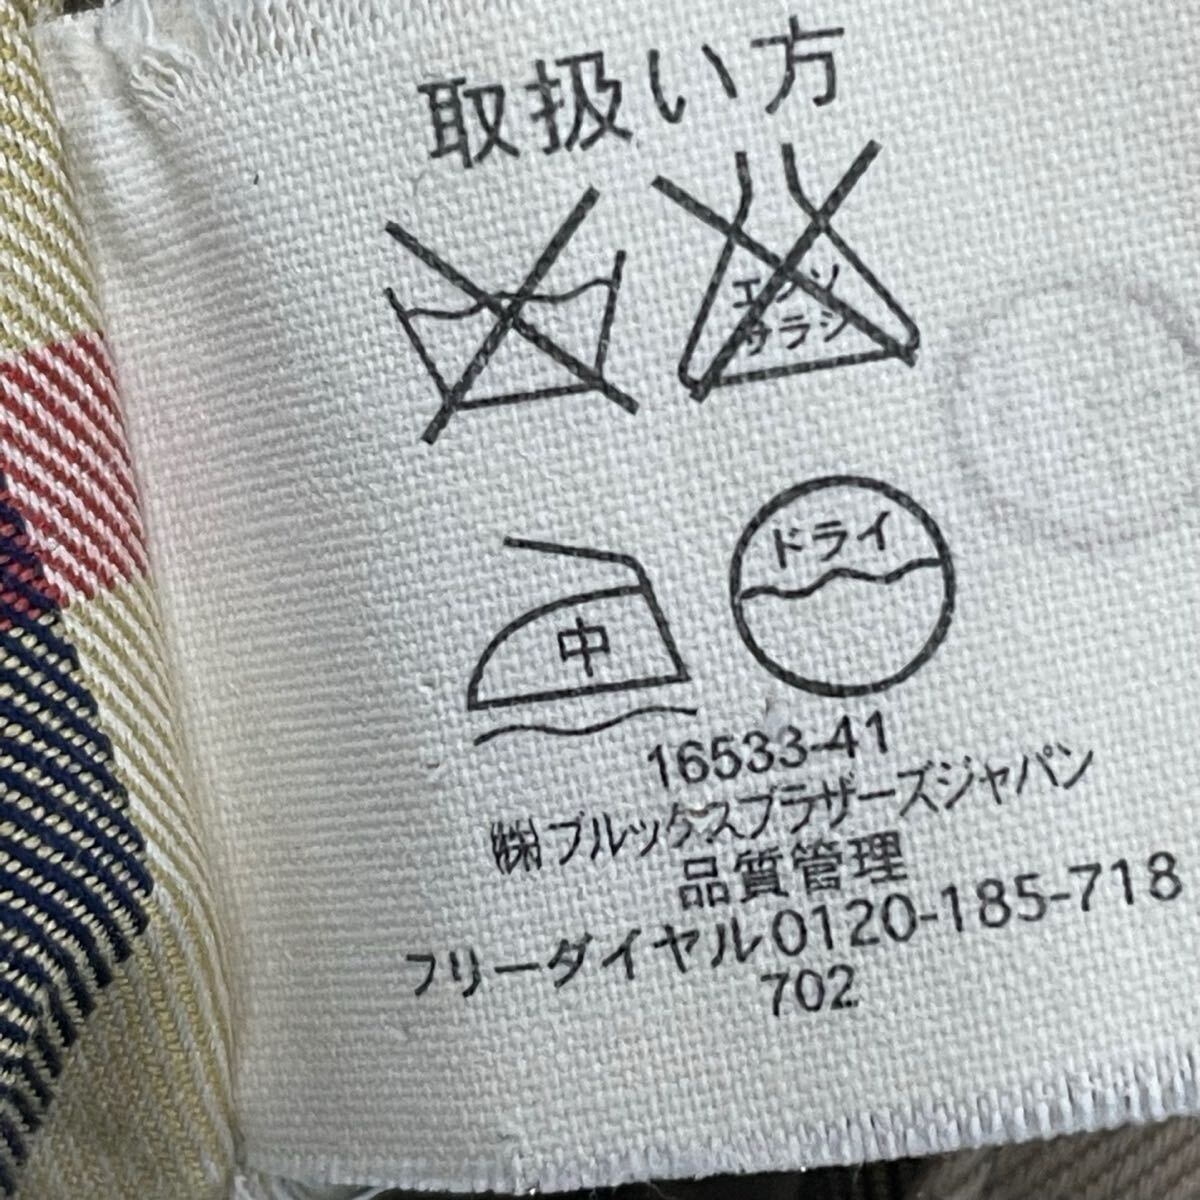 取扱い方
エンソ
サラシ
ドライ
中
16533-41
㈱ブルックスブラザーズジャパン
品質管理
フリーダイヤル0120-185-718
702